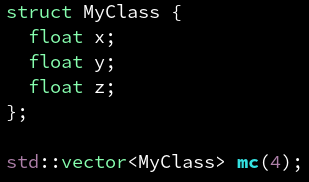 struct MyClass {
  float x;
  float y;
  float z;
};

std::vector<MyClass> mc(4);